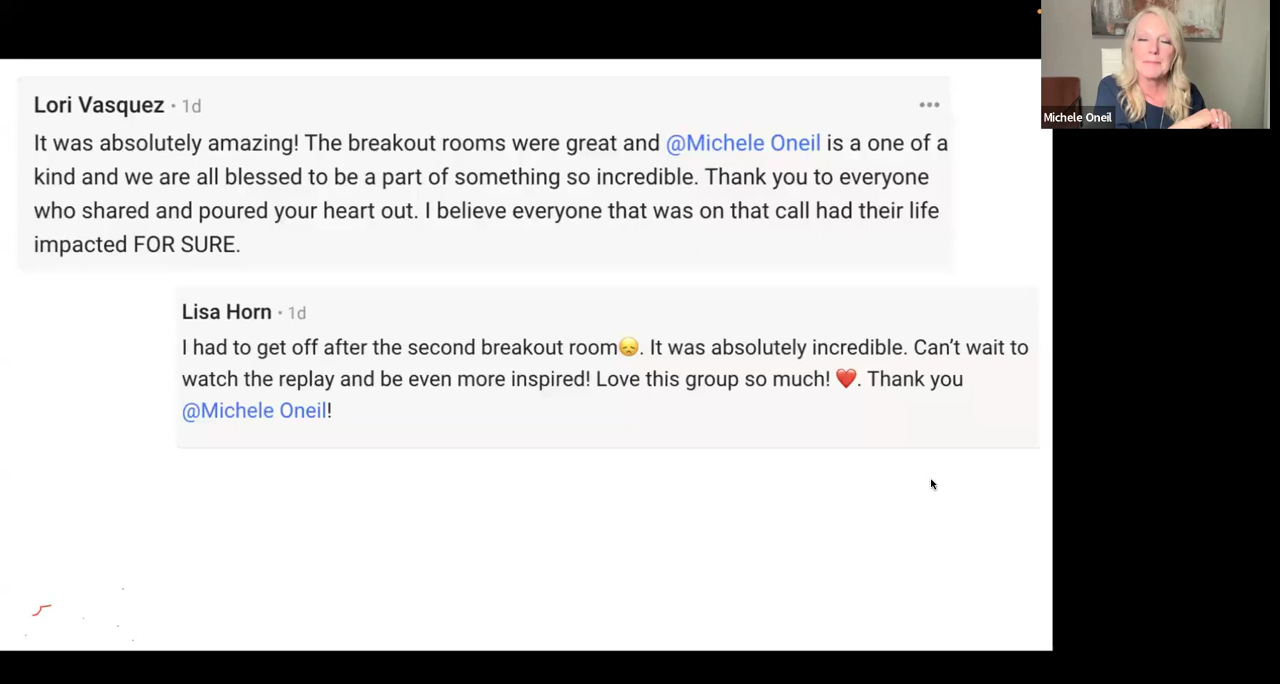 Lori Vasquez · 1d
It was absolutely amazing! The breakout rooms were great and @Michele Oneil is a one of a
kind and we are all blessed to be a part of something so incredible. Thank you to everyone
who shared and poured your heart out. I believe everyone that was on that call had their life
impacted FOR SURE.
Lisa Horn · 1d
I had to get off after the second breakout room😞. It was absolutely incredible. Can’t wait to
watch the replay and be even more inspired! Love this group so much! ❤️. Thank you
@Michele Oneil!
Michele Oneil